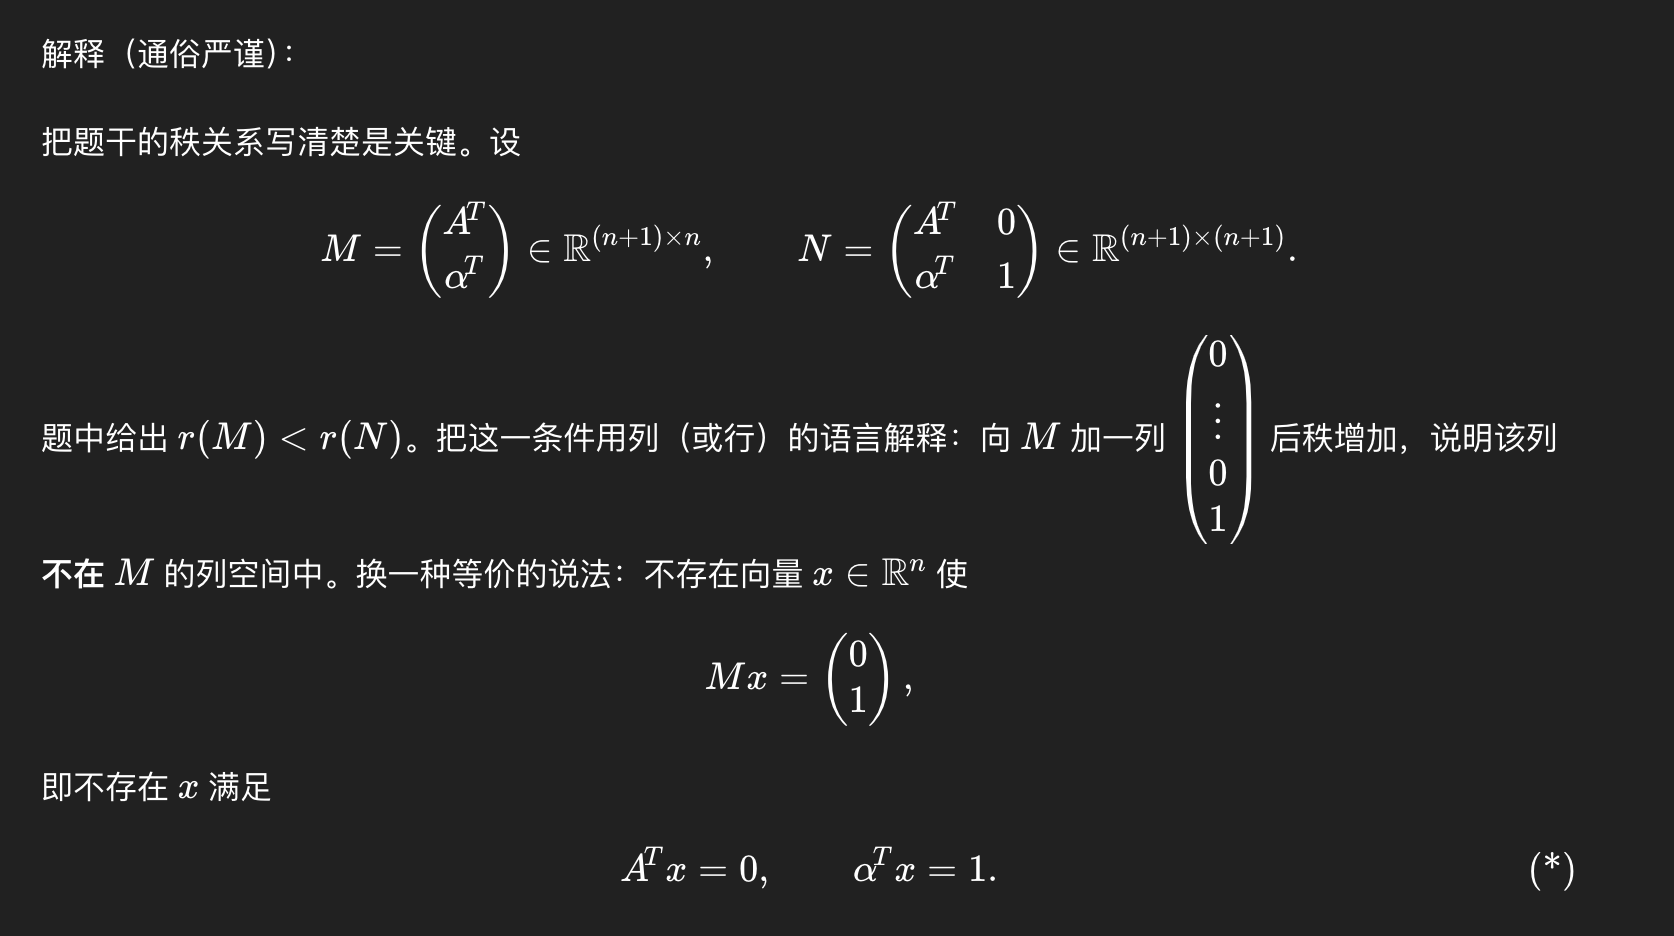 解释（通俗严谨）：
把题干的秩关系写清楚是关键。设
$M = \begin{pmatrix} A^T \\ \alpha^T \end{pmatrix} \in \mathbb{R}^{(n+1)\times n}, \qquad N = \begin{pmatrix} A^T & 0 \\ \alpha^T & 1 \end{pmatrix} \in \mathbb{R}^{(n+1)\times(n+1)}.$
题中给出 $r(M) < r(N)$。把这一条件用列（或行）的语言解释：向 $M$ 加一列 $\begin{pmatrix} 0 \\ \vdots \\ 0 \\ 1 \end{pmatrix}$ 后秩增加，说明该列
不在 $M$ 的列空间中。换一种等价的说法：不存在向量 $x \in \mathbb{R}^n$ 使
$Mx = \begin{pmatrix} 0 \\ 1 \end{pmatrix},$
即不存在 $x$ 满足
$A^T x = 0, \qquad \alpha^T x = 1. \qquad (*)$